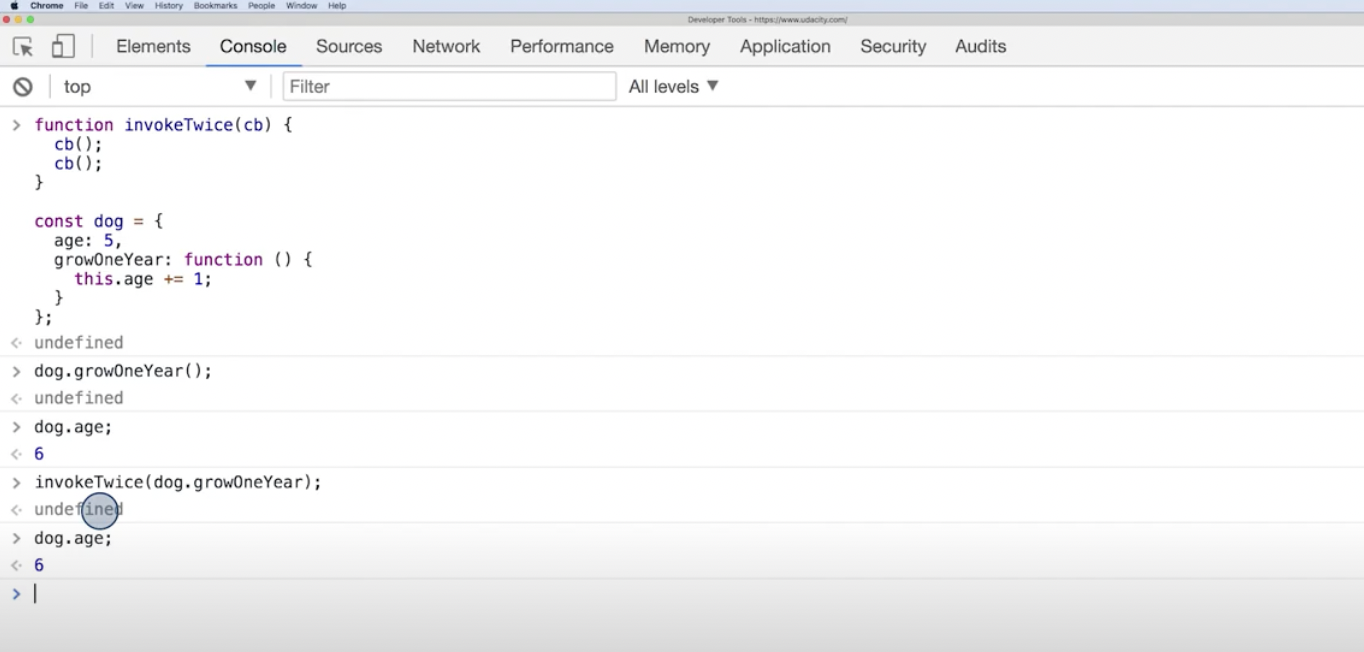 Chrome File Edit View History Bookmarks People Window Help
Developer Tools - https://www.udacity.com/
Elements Console Sources Network Performance Memory Application Security Audits
top ▼ Filter All levels ▼
> function invokeTwice(cb) {
cb();
cb();
}
const dog = {
age: 5,
growOneYear: function () {
this.age += 1;
}
};
<· undefined
> dog.growOneYear();
<· undefined
> dog.age;
<· 6
> invokeTwice(dog.growOneYear);
<· undefined
> dog.age;
<· 6
>